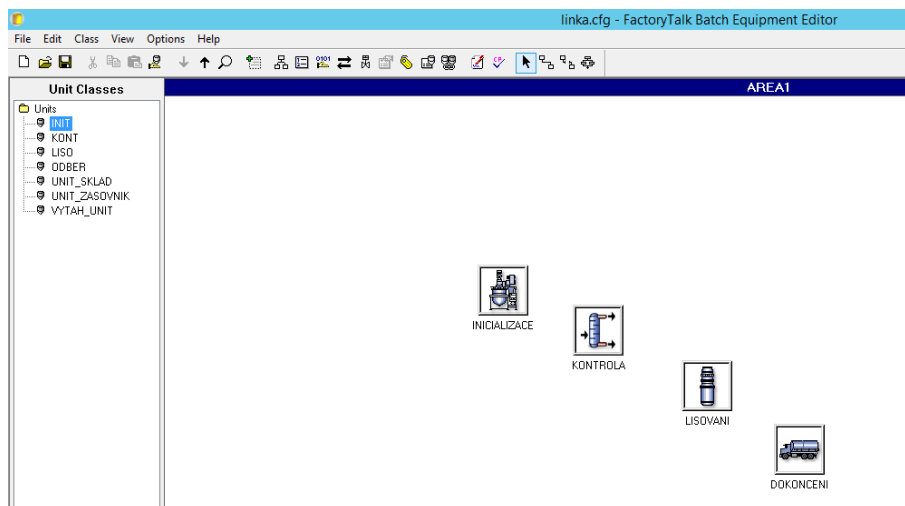 linka.cfg - FactoryTalk Batch Equipment Editor
File Edit Class View Options Help
Unit Classes
AREA1
Units
INIT
KONT
LISO
ODBER
UNIT_SKLAD
UNIT_ZASOVNIK
VYTAH_UNIT
INICIALIZACE
KONTROLA
LISOVANI
DOKONCENI